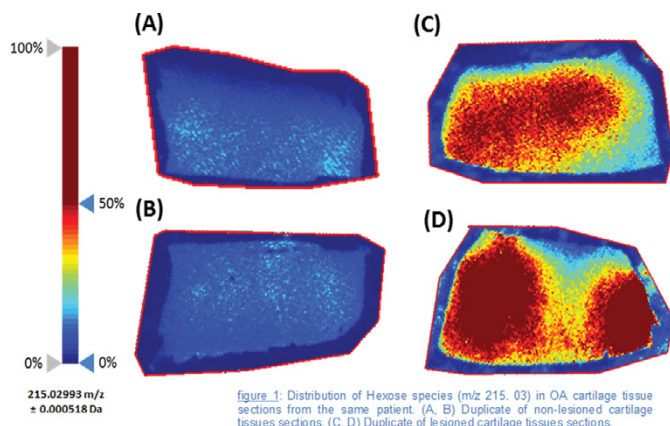 (A)
(C)
100%
50%
(B)
(D)
0%
0%
215.02993 m/z
± 0.000518 Da
figure 1: Distribution of Hexose species (m/z 215. 03) in OA cartilage tissue
sections from the same patient. (A, B) Duplicate of non-lesioned cartilage
tissues sections. (C, D) Duplicate of lesioned cartilage tissues sections.